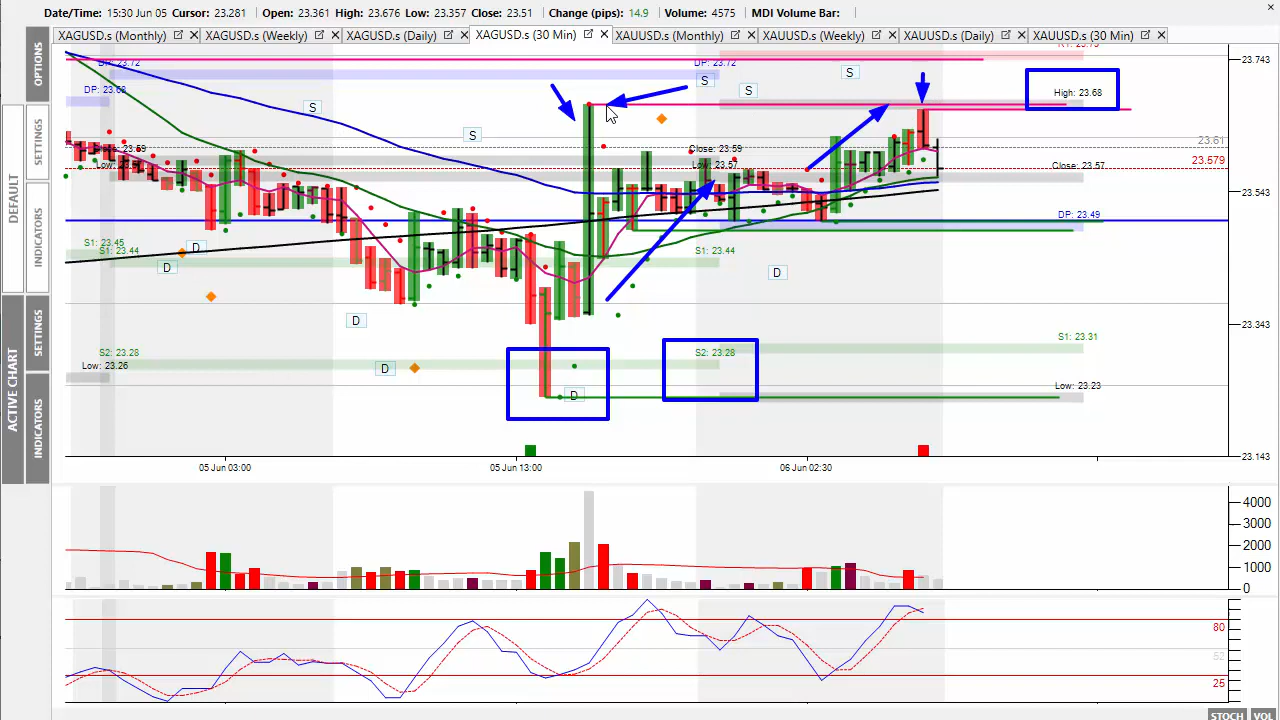 Date/Time: 15:30 Jun 05 Cursor: 23.281 Open: 23.361 High: 23.676 Low: 23.357 Close: 23.51 Change (pips): 14.9 Volume: 4575 MDI Volume Bar:
XAGUSD.s (Monthly) XAGUSD.s (Weekly) XAGUSD.s (Daily) XAGUSD.s (30 Min) XAUUSD.s (Monthly) XAUUSD.s (Weekly) XAUUSD.s (Daily) XAUUSD.s (30 Min)
OPTIONS
SETTINGS
DEFAULT
INDICATORS
SETTINGS
ACTIVE CHART
INDICATORS
R1: 23.75
DP: 23.72
DP: 23.72
DP: 23.68
High: 23.68
S
S
S
S
S
Close: 23.59
Close: 23.59
Low: 23.57
Close: 23.57
DP: 23.49
S1: 23.45
S1: 23.44
S1: 23.44
D
D
D
D
D
D
S1: 23.31
S2: 23.28
S2: 23.28
Low: 23.26
Low: 23.23
23.743
23.61
23.579
23.543
23.343
23.143
05 Jun 03:00
05 Jun 13:00
06 Jun 02:30
4000
3000
2000
1000
0
80
52
25
STOCH VOL